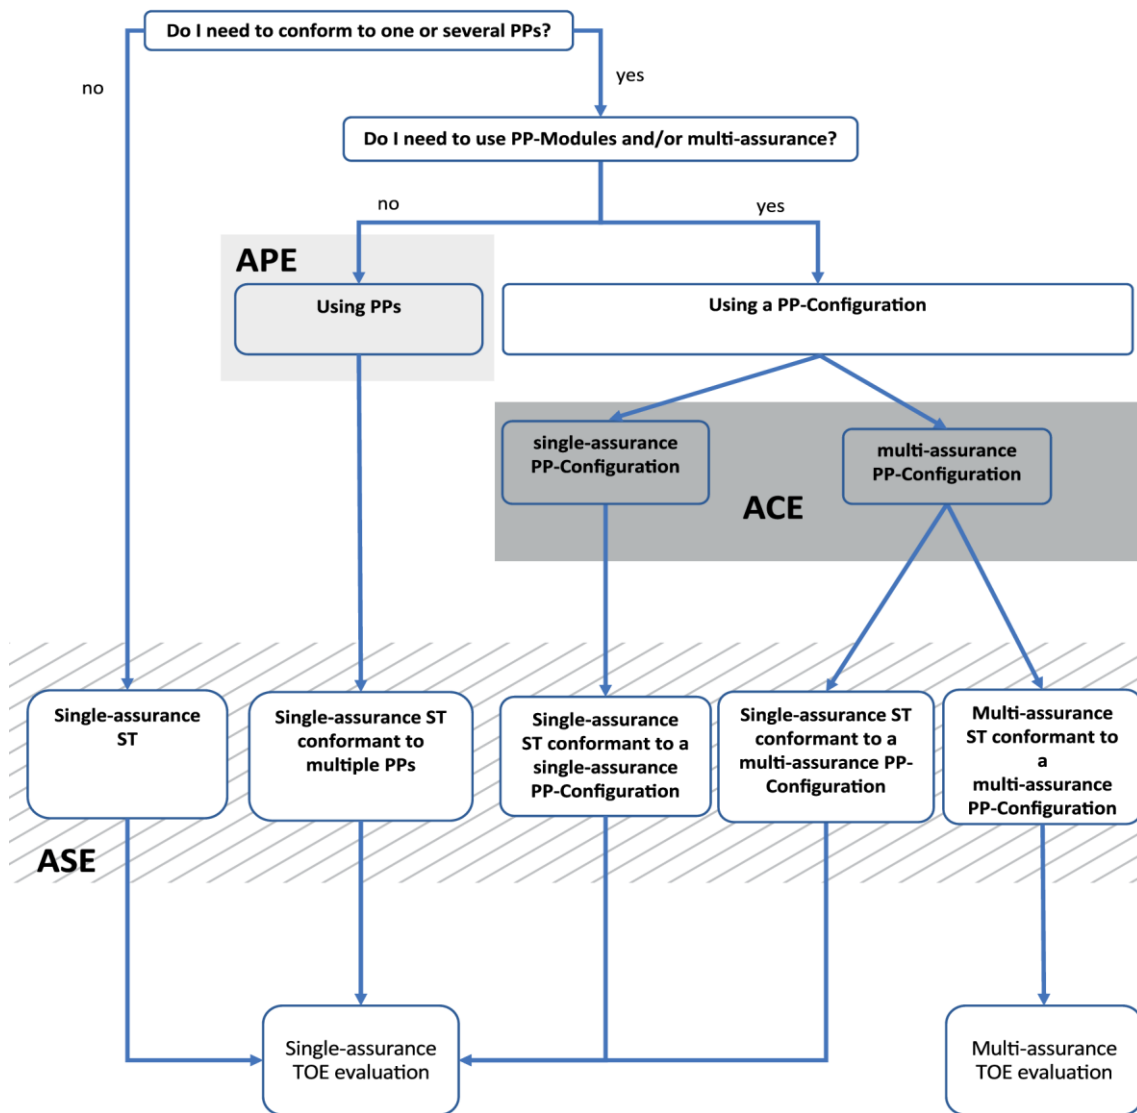 Do I need to conform to one or several PPs?
no
yes
Do I need to use PP-Modules and/or multi-assurance?
no
yes
APE
Using PPs
Using a PP-Configuration
single-assurance
PP-Configuration
multi-assurance
PP-Configuration
ACE
Single-assurance
ST
Single-assurance ST
conformant to
multiple PPs
Single-assurance
ST conformant to a
single-assurance
PP-Configuration
Single-assurance ST
conformant to a
multi-assurance PP-
Configuration
Multi-assurance
ST conformant to
a
multi-assurance
PP-Configuration
ASE
Single-assurance
TOE evaluation
Multi-assurance
TOE evaluation